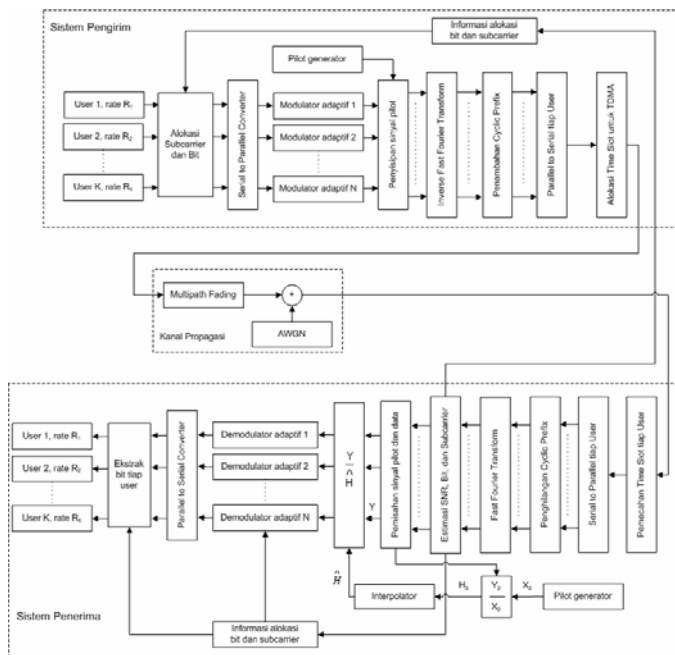 Sistem Pengirim
Informasi alokasi
bit dan subcarrier
Pilot generator
User 1, rate R₁
User 2, rate R₂
User K, rate Rₖ
Alokasi
Subcarrier
dan Bit
Serial to Parallel Converter
Modulator adaptif 1
Modulator adaptif 2
Modulator adaptif N
Penyisipan sinyal pilot
Inverse Fast Fourier Transform
Penambahan Cyclic Prefix
Parallel to Serial tiap User
Alokasi Time Slot untuk TDMA
Multipath Fading
+
AWGN
Kanal Propagasi
User 1, rate R₁
User 2, rate R₂
User K, rate Rₖ
Ekstrak
bit tiap
user
Parallel to Serial Converter
Demodulator adaptif 1
Demodulator adaptif 2
Demodulator adaptif N
Y
H
Y
Pemisahan sinyal pilot dan data
Estimasi SNR, Bit, dan Subcarrier
Fast Fourier Transform
Penghilangan Cyclic Prefix
Serial to Parallel tiap User
Pemecahan Time Slot tiap User
Ĥ
Interpolator
H₀
Y₀
X₀
X₀
Pilot generator
Informasi alokasi
bit dan subcarrier
Sistem Penerima